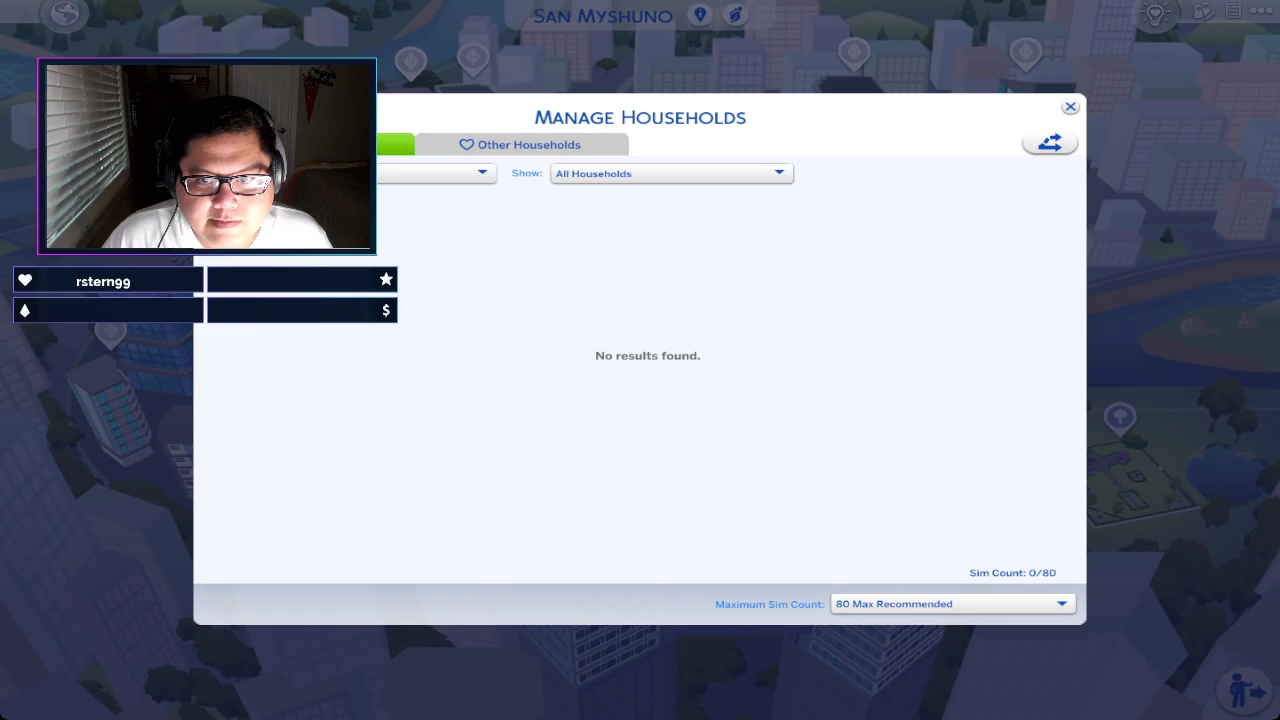 San Myshuno
Manage Households
Other Households
Show:
All Households
rstern99
$
No results found.
Sim Count: 0/80
Maximum Sim Count:
80 Max Recommended